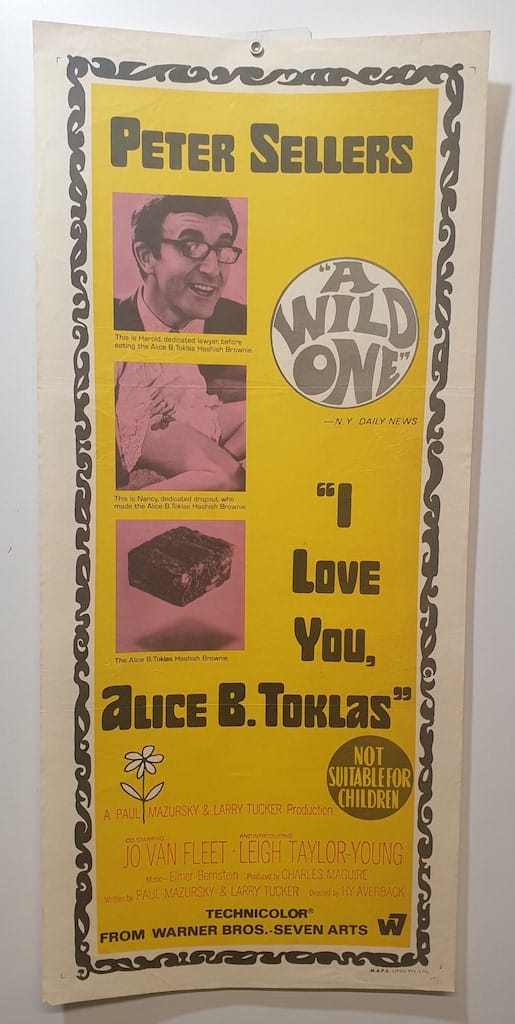 PETER SELLERS
This is Harold, dedicated lawyer, before
eating the Alice B. Toklas Hashish Brownie.
"A
WILD
ONE"
—N.Y. DAILY NEWS
This is Nancy, dedicated dropout, who
made the Alice B. Toklas Hashish Brownie.
The Alice B. Toklas Hashish Brownie.
"I
LOVE
YOU,
ALICE B. TOKLAS"
NOT
SUITABLE FOR
CHILDREN
A PAUL MAZURSKY & LARRY TUCKER Production
CO STARRING
AND INTRODUCING
JO VAN FLEET · LEIGH TAYLOR-YOUNG
Music—Elmer Bernstein Produced by CHARLES MAGUIRE
Written by PAUL MAZURSKY & LARRY TUCKER Directed by HY AVERBACK
TECHNICOLOR®
FROM WARNER BROS.-SEVEN ARTS W7
M.A.P.S. LITHO PTY. LTD.